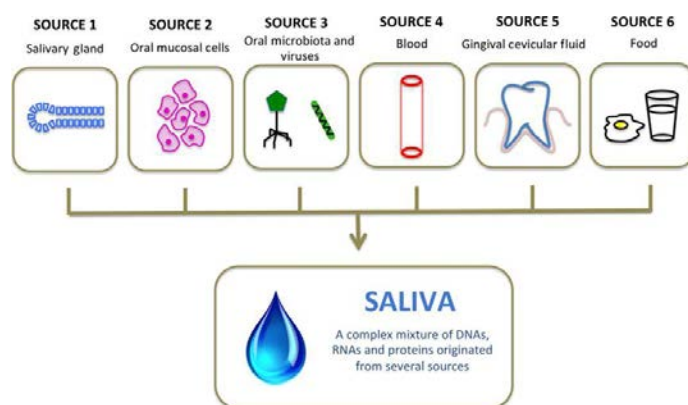 SOURCE 1
Salivary gland
SOURCE 2
Oral mucosal cells
SOURCE 3
Oral microbiota and
viruses
SOURCE 4
Blood
SOURCE 5
Gingival cevicular fluid
SOURCE 6
Food
SALIVA
A complex mixture of DNAs,
RNAs and proteins originated
from several sources